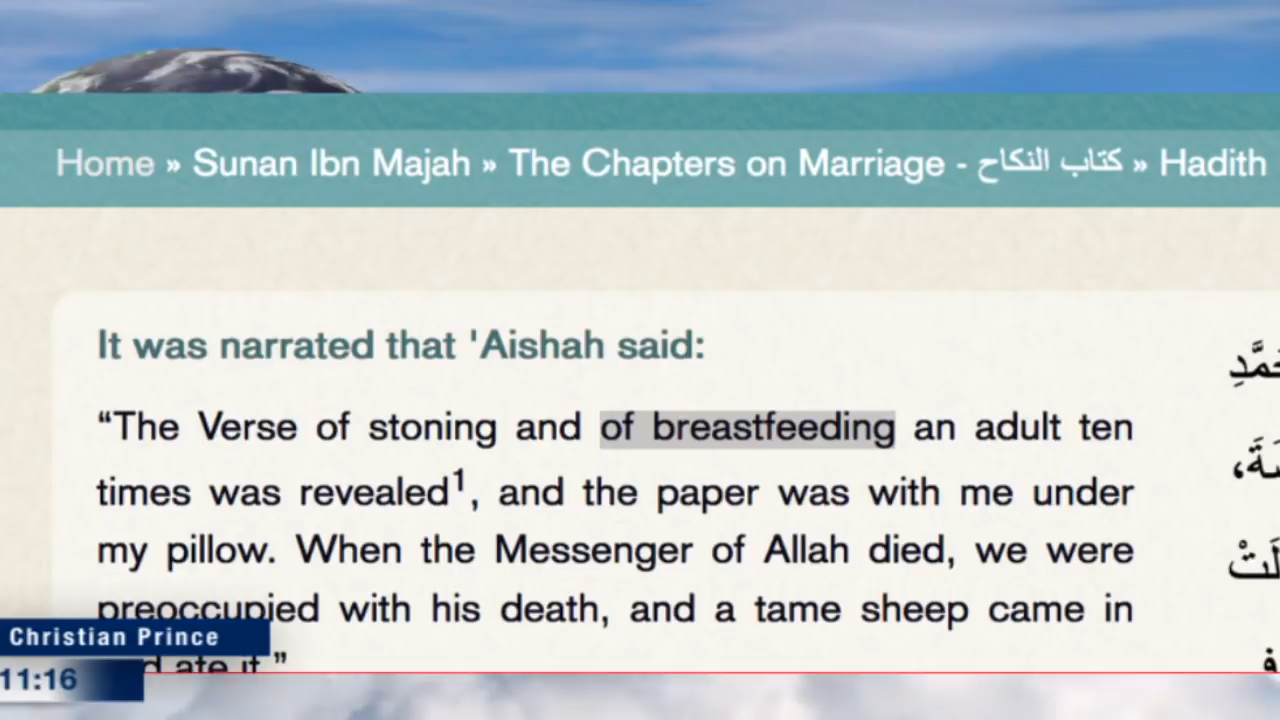 Home » Sunan Ibn Majah » The Chapters on Marriage - كتاب النكاح » Hadith
It was narrated that 'Aishah said:
“The Verse of stoning and of breastfeeding an adult ten
times was revealed1, and the paper was with me under
my pillow. When the Messenger of Allah died, we were
preoccupied with his death, and a tame sheep came in
ate it.”
Christian Prince
11:16